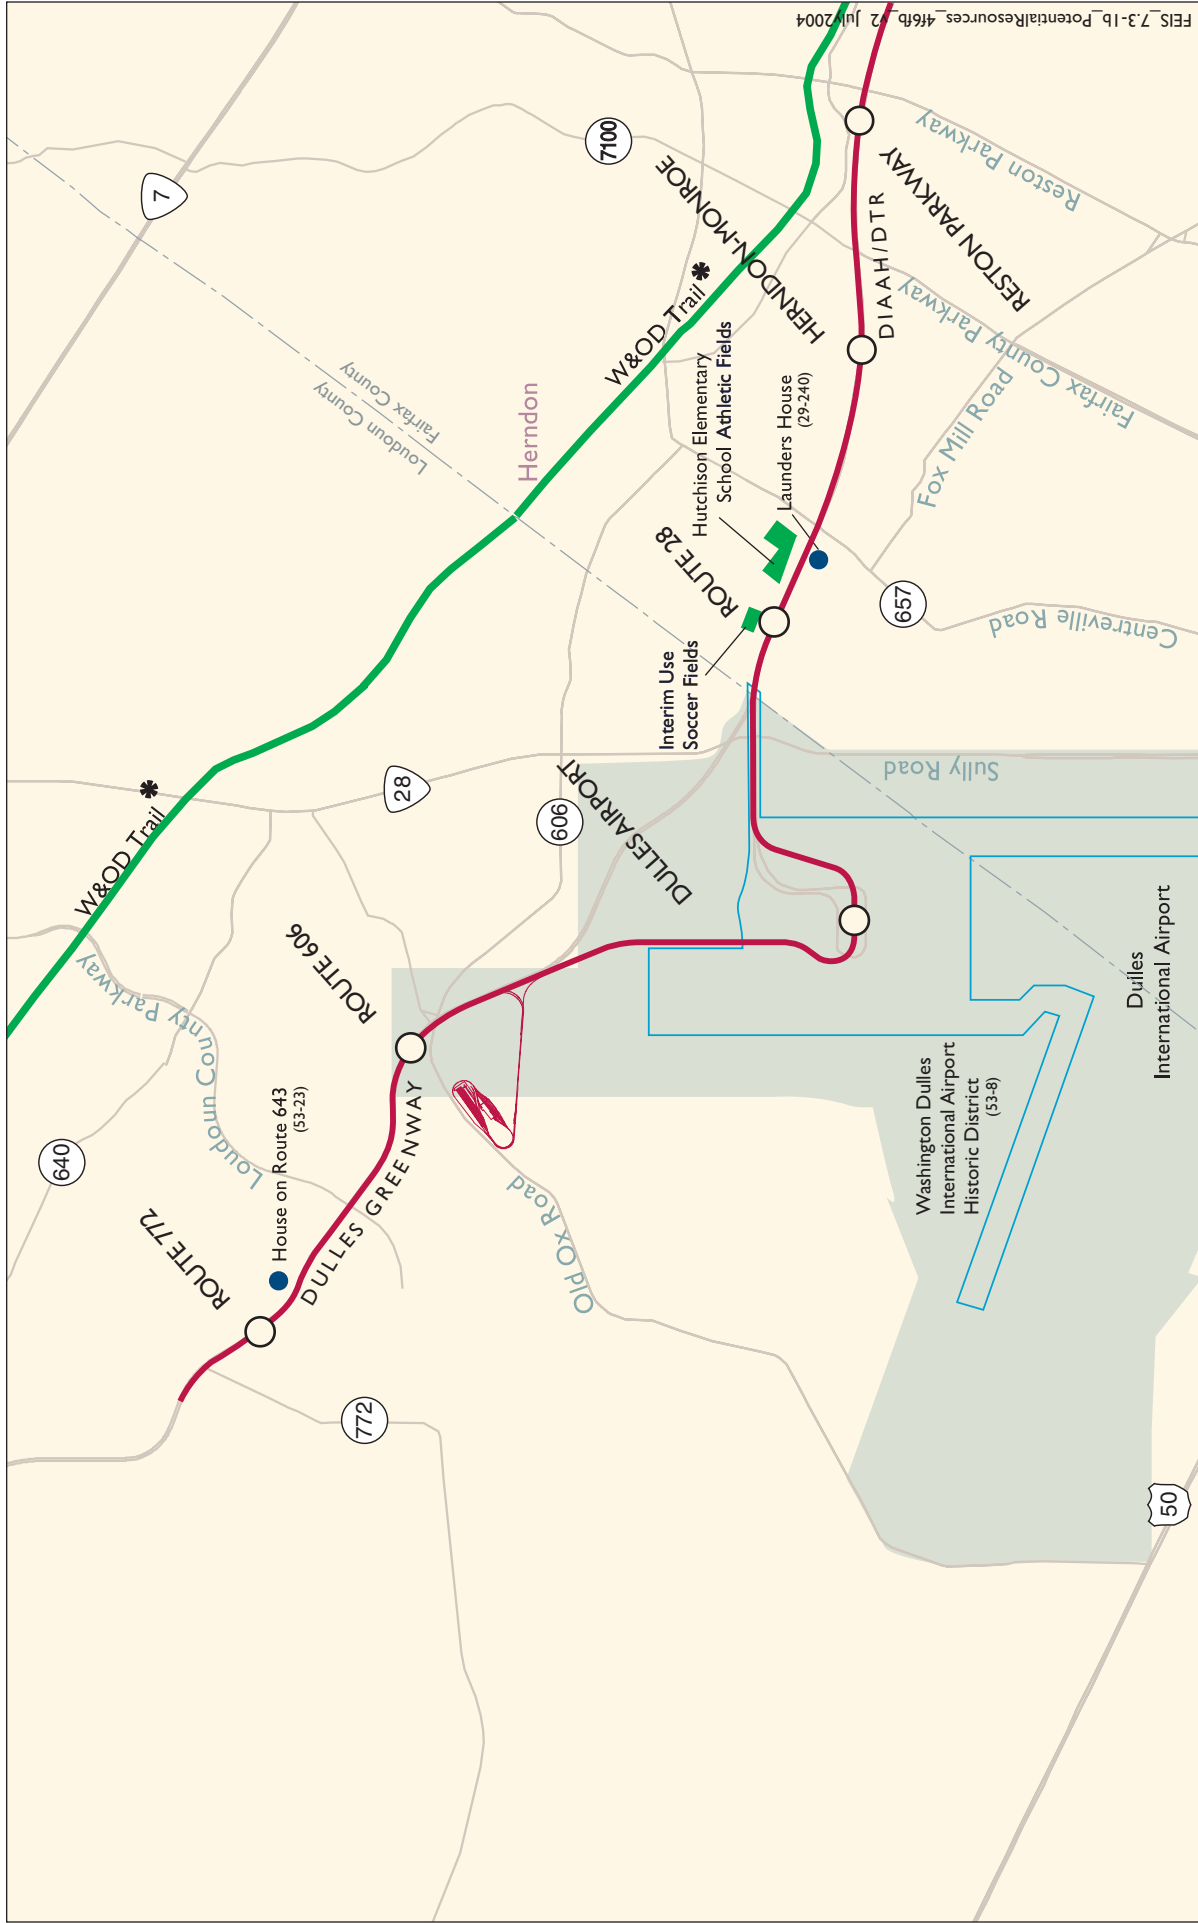 FEIS_7.3-1b_PotentialResources_4f6fb_v2 July2004
7
7100
Reston Parkway
HERNDON-MONROE
RESTON PARKWAY
DIAAH/DTR
W&OD Trail *
Fairfax County Parkway
Fairfax County
Loudoun County
Herndon
Hutchison Elementary
School Athletic Fields
Launders House
(29-240)
Fox Mill Road
ROUTE 28
657
Centreville Road
Interim Use
Soccer Fields
Sully Road
28
606
DULLES AIRPORT
W&OD Trail *
ROUTE 606
Loudoun County Parkway
640
House on Route 643
(53-23)
DULLES GREENWAY
ROUTE 772
Old Ox Road
772
Washington Dulles
International Airport
Historic District
(53-8)
Dulles
International Airport
50